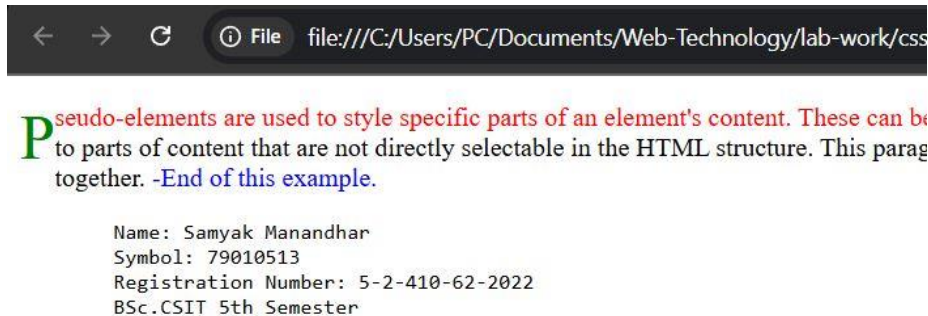 File file:///C:/Users/PC/Documents/Web-Technology/lab-work/css
Pseudo-elements are used to style specific parts of an element's content. These can be
to parts of content that are not directly selectable in the HTML structure. This parag
together. -End of this example.
Name: Samyak Manandhar
Symbol: 79010513
Registration Number: 5-2-410-62-2022
BSc.CSIT 5th Semester